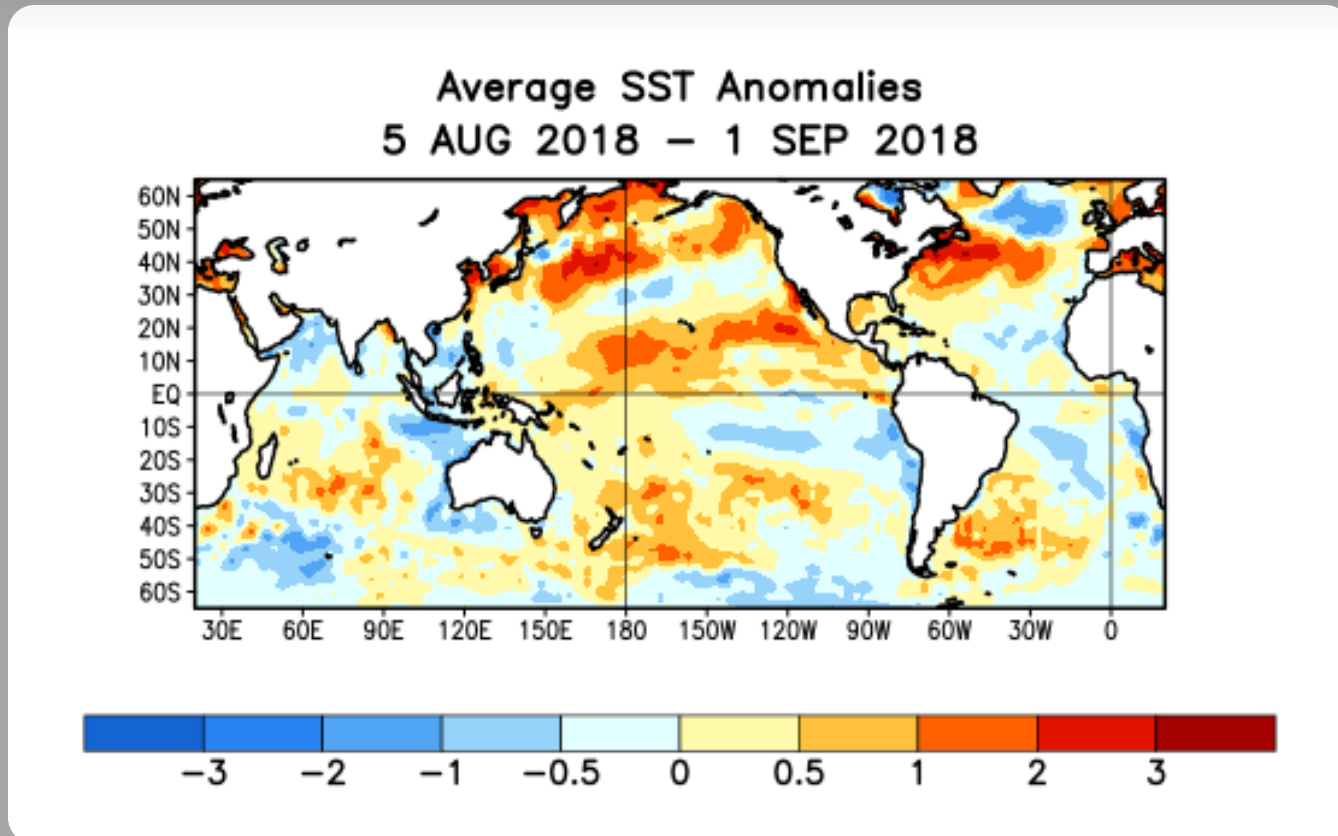 Average SST Anomalies
5 AUG 2018 – 1 SEP 2018
60N
50N
40N
30N
20N
10N
EQ
10S
20S
30S
40S
50S
60S
30E 60E 90E 120E 150E 180 150W 120W 90W 60W 30W 0
−3 −2 −1 −0.5 0 0.5 1 2 3